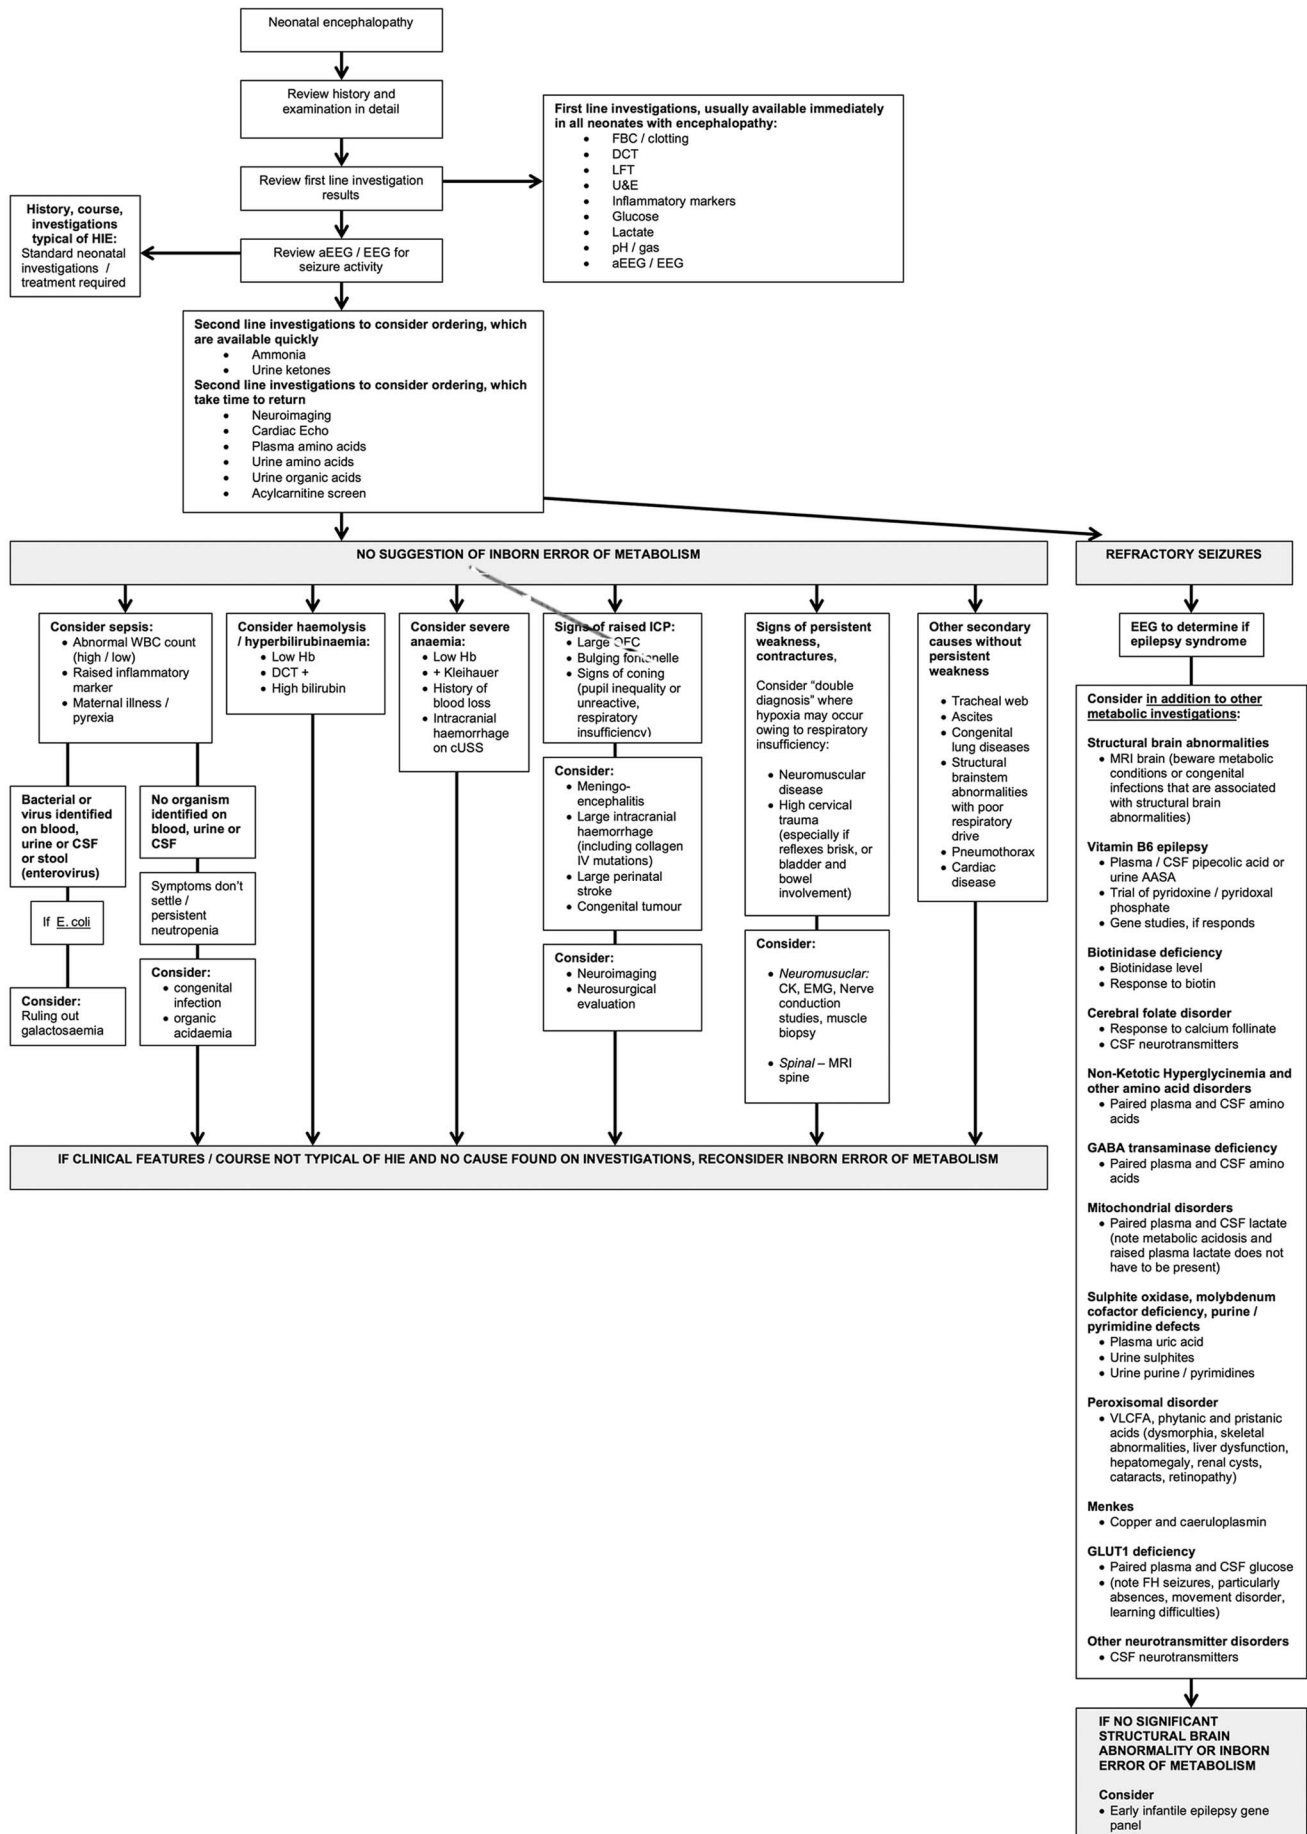 Neonatal encephalopathy
Review history and
examination in detail
Review first line investigation
results
First line investigations, usually available immediately
in all neonates with encephalopathy:
• FBC / clotting
• DCT
• LFT
• U&E
• Inflammatory markers
• Glucose
• Lactate
• pH / gas
• aEEG / EEG
History, course,
investigations
typical of HIE:
Standard neonatal
investigations /
treatment required
Review aEEG / EEG for
seizure activity
Second line investigations to consider ordering, which
are available quickly
• Ammonia
• Urine ketones
Second line investigations to consider ordering, which
take time to return
• Neuroimaging
• Cardiac Echo
• Plasma amino acids
• Urine amino acids
• Urine organic acids
• Acylcarnitine screen
NO SUGGESTION OF INBORN ERROR OF METABOLISM
Consider sepsis:
• Abnormal WBC count
(high / low)
• Raised inflammatory
marker
• Maternal illness /
pyrexia
Bacterial or
virus identified
on blood,
urine or CSF
or stool
(enterovirus)
If E. coli
Consider:
Ruling out
galactosaemia
No organism
identified on
blood, urine or
CSF
Symptoms don't
settle /
persistent
neutropenia
Consider:
• congenital
infection
• organic
acidaemia
Consider haemolysis
/ hyperbilirubinaemia:
• Low Hb
• DCT +
• High bilirubin
Consider severe
anaemia:
• Low Hb
• + Kleihauer
• History of
blood loss
• Intracranial
haemorrhage
on cUSS
Signs of raised ICP:
• Large OFC
• Bulging fontanelle
• Signs of coning
(pupil inequality or
unreactive,
respiratory
insufficiency)
Consider:
• Meningo-
encephalitis
• Large intracranial
haemorrhage
(including collagen
IV mutations)
• Large perinatal
stroke
• Congenital tumour
Consider:
• Neuroimaging
• Neurosurgical
evaluation
Signs of persistent
weakness,
contractures,
Consider “double
diagnosis” where
hypoxia may occur
owing to respiratory
insufficiency:
• Neuromuscular
disease
• High cervical
trauma
(especially if
reflexes brisk, or
bladder and
bowel
involvement)
Consider:
• Neuromusuclar:
CK, EMG, Nerve
conduction
studies, muscle
biopsy
• Spinal – MRI
spine
Other secondary
causes without
persistent
weakness
• Tracheal web
• Ascites
• Congenital
lung diseases
• Structural
brainstem
abnormalities
with poor
respiratory
drive
• Pneumothorax
• Cardiac
disease
IF CLINICAL FEATURES / COURSE NOT TYPICAL OF HIE AND NO CAUSE FOUND ON INVESTIGATIONS, RECONSIDER INBORN ERROR OF METABOLISM
REFRACTORY SEIZURES
EEG to determine if
epilepsy syndrome
Consider in addition to other
metabolic investigations:
Structural brain abnormalities
• MRI brain (beware metabolic
conditions or congenital
infections that are associated
with structural brain
abnormalities)
Vitamin B6 epilepsy
• Plasma / CSF pipecolic acid or
urine AASA
• Trial of pyridoxine / pyridoxal
phosphate
• Gene studies, if responds
Biotinidase deficiency
• Biotinidase level
• Response to biotin
Cerebral folate disorder
• Response to calcium follinate
• CSF neurotransmitters
Non-Ketotic Hyperglycinemia and
other amino acid disorders
• Paired plasma and CSF amino
acids
GABA transaminase deficiency
• Paired plasma and CSF amino
acids
Mitochondrial disorders
• Paired plasma and CSF lactate
(note metabolic acidosis and
raised plasma lactate does not
have to be present)
Sulphite oxidase, molybdenum
cofactor deficiency, purine /
pyrimidine defects
• Plasma uric acid
• Urine sulphites
• Urine purine / pyrimidines
Peroxisomal disorder
• VLCFA, phytanic and pristanic
acids (dysmorphia, skeletal
abnormalities, liver dysfunction,
hepatomegaly, renal cysts,
cataracts, retinopathy)
Menkes
• Copper and caeruloplasmin
GLUT1 deficiency
• Paired plasma and CSF glucose
• (note FH seizures, particularly
absences, movement disorder,
learning difficulties)
Other neurotransmitter disorders
• CSF neurotransmitters
IF NO SIGNIFICANT
STRUCTURAL BRAIN
ABNORMALITY OR INBORN
ERROR OF METABOLISM
Consider
• Early infantile epilepsy gene
panel